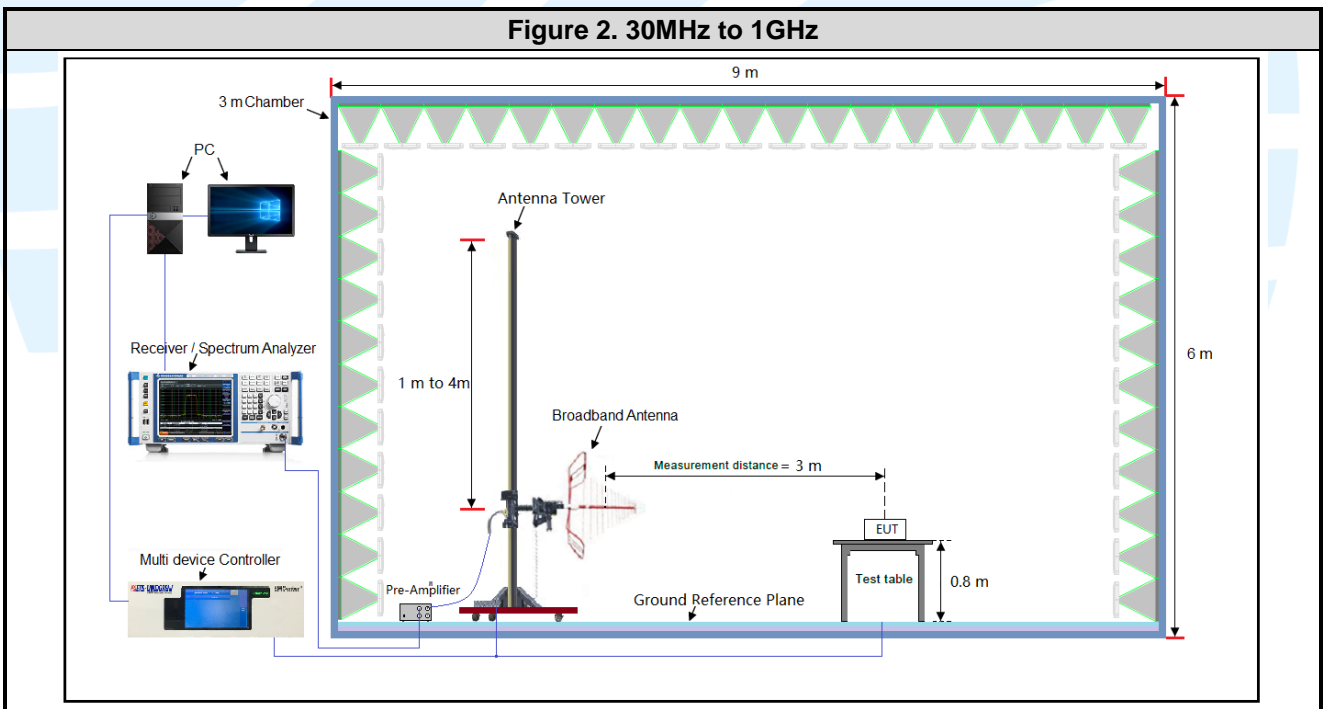 Figure 2. 30MHz to 1GHz
9 m
3 m Chamber
PC
Antenna Tower
Receiver / Spectrum Analyzer
6 m
1 m to 4m
Broadband Antenna
Measurement distance = 3 m
EUT
Multi device Controller
Pre-Amplifier
Test table
0.8 m
Ground Reference Plane